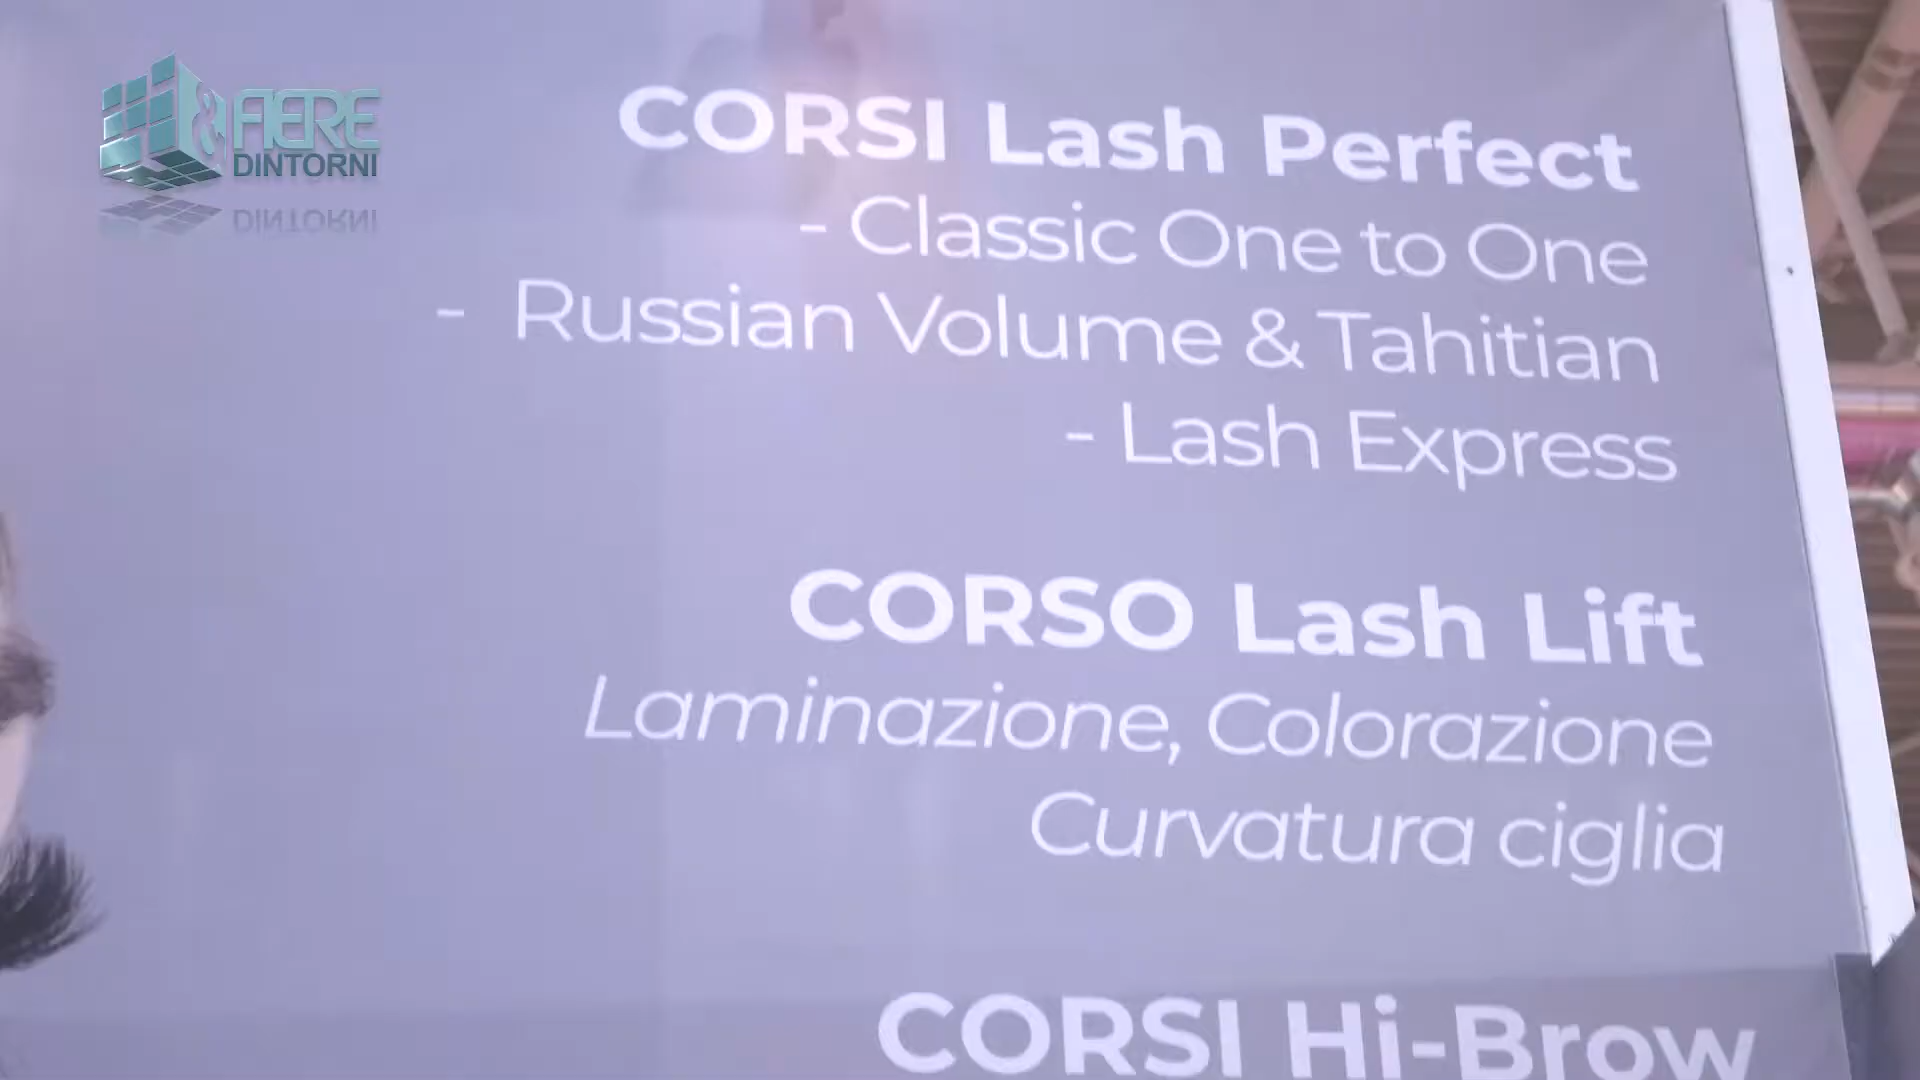 & FIERE
DINTORNI
CORSI Lash Perfect
- Classic One to One
- Russian Volume & Tahitian
- Lash Express
CORSO Lash Lift
Laminazione, Colorazione
Curvatura ciglia
CORSI Hi-Brow